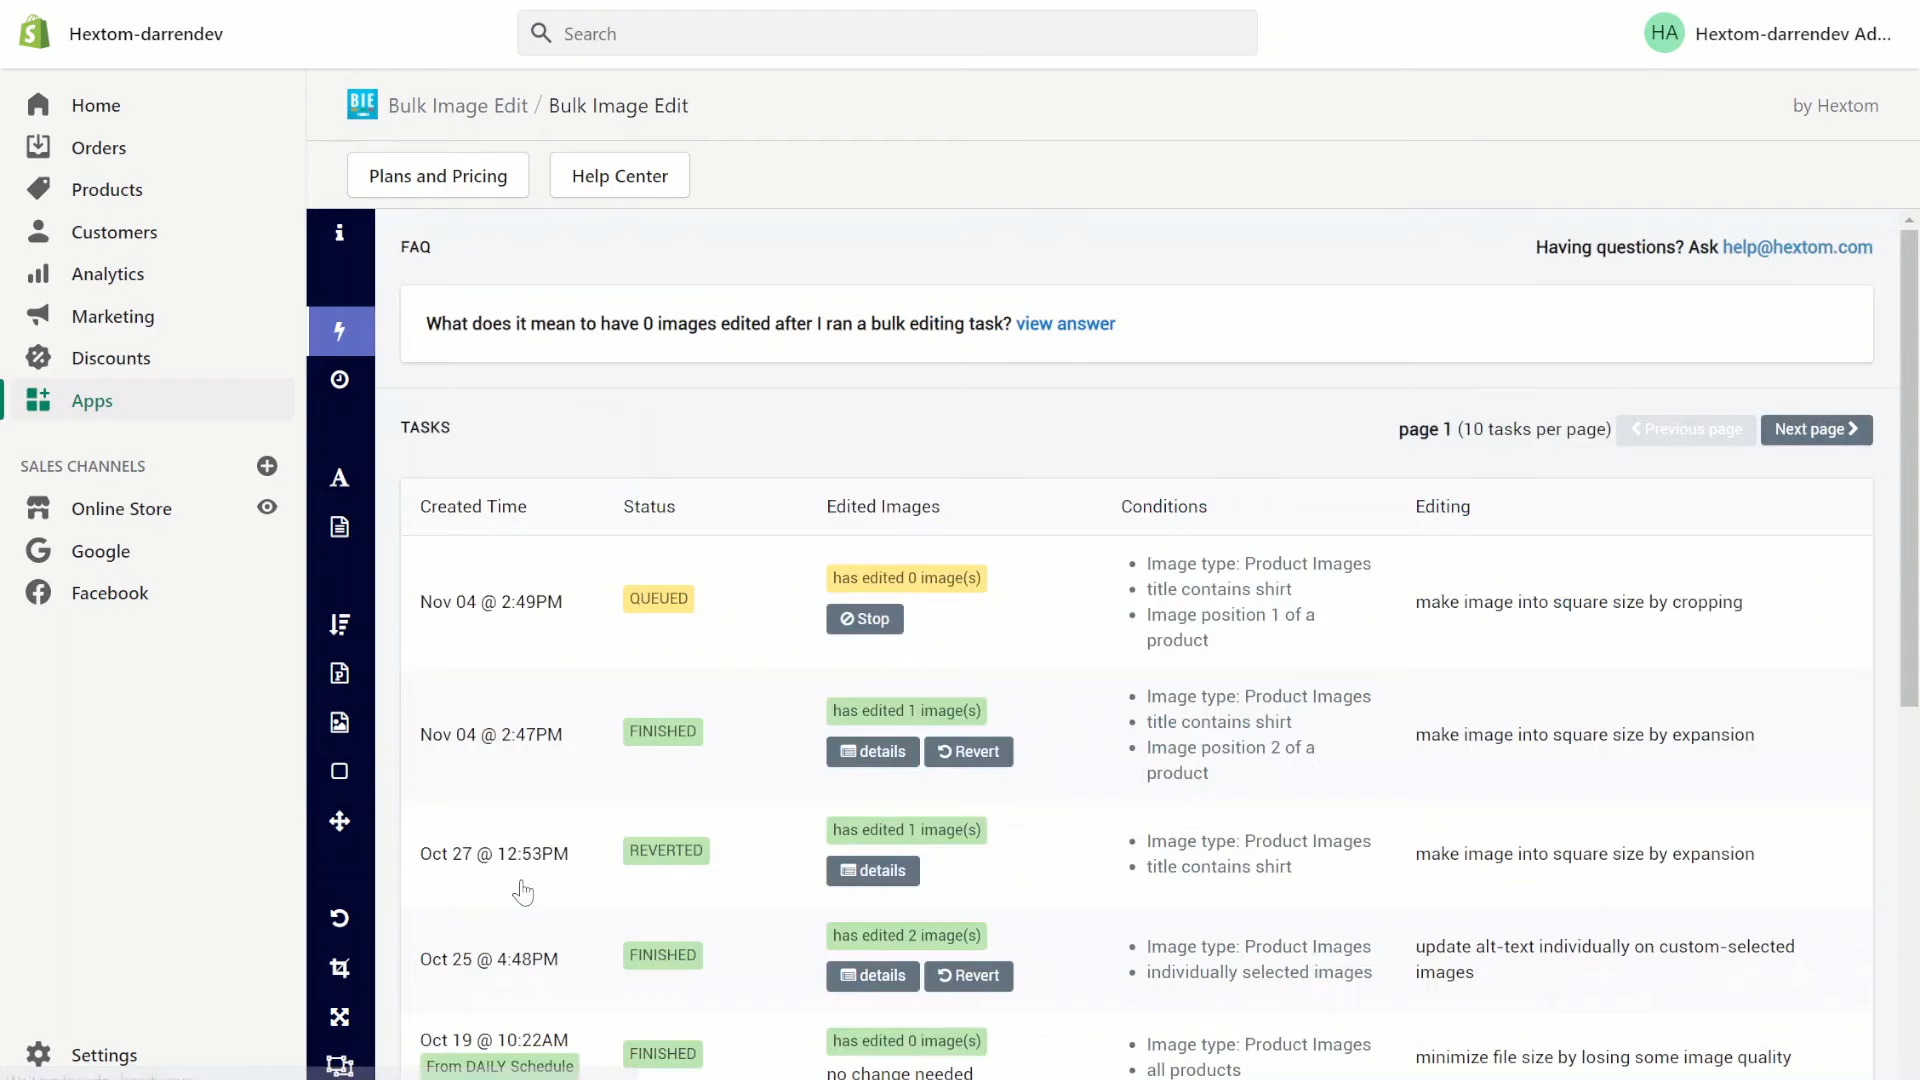 Hextom-darrendev
Search
HA
Hextom-darrendev Ad...
Home
Orders
Products
Customers
Analytics
Marketing
Discounts
Apps
SALES CHANNELS
Online Store
Google
Facebook
Settings
BIE
Bulk Image Edit / Bulk Image Edit
by Hextom
Plans and Pricing
Help Center
FAQ
Having questions? Ask help@hextom.com
What does it mean to have 0 images edited after I ran a bulk editing task? view answer
TASKS
page 1 (10 tasks per page)
Previous page
Next page
Created Time
Status
Edited Images
Conditions
Editing
Nov 04 @ 2:49PM
QUEUED
has edited 0 image(s)
Stop
• Image type: Product Images
• title contains shirt
• Image position 1 of a
product
make image into square size by cropping
Nov 04 @ 2:47PM
FINISHED
has edited 1 image(s)
details
Revert
• Image type: Product Images
• title contains shirt
• Image position 2 of a
product
make image into square size by expansion
Oct 27 @ 12:53PM
REVERTED
has edited 1 image(s)
details
• Image type: Product Images
• title contains shirt
make image into square size by expansion
Oct 25 @ 4:48PM
FINISHED
has edited 2 image(s)
details
Revert
• Image type: Product Images
• individually selected images
update alt-text individually on custom-selected
images
Oct 19 @ 10:22AM
From DAILY Schedule
FINISHED
has edited 0 image(s)
no change needed
• Image type: Product Images
• all products
minimize file size by losing some image quality